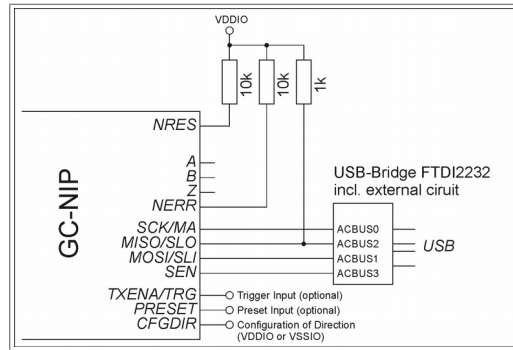 VDDIO
10k
10k
1k
NRES
A
B
Z
NERR
GC-NIP
USB-Bridge FTDI2232
incl. external ciruit
SCK/MA
ACBUS0
MISO/SLO
ACBUS2
USB
MOSI/SLI
ACBUS1
SEN
ACBUS3
TXENA/TRG
Trigger Input (optional)
PRESET
Preset Input (optional)
CFGDIR
Configuration of Direction
(VDDIO or VSSIO)